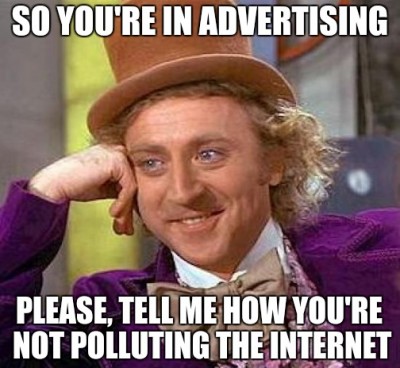 SO YOU'RE IN ADVERTISING
PLEASE, TELL ME HOW YOU'RE
NOT POLLUTING THE INTERNET